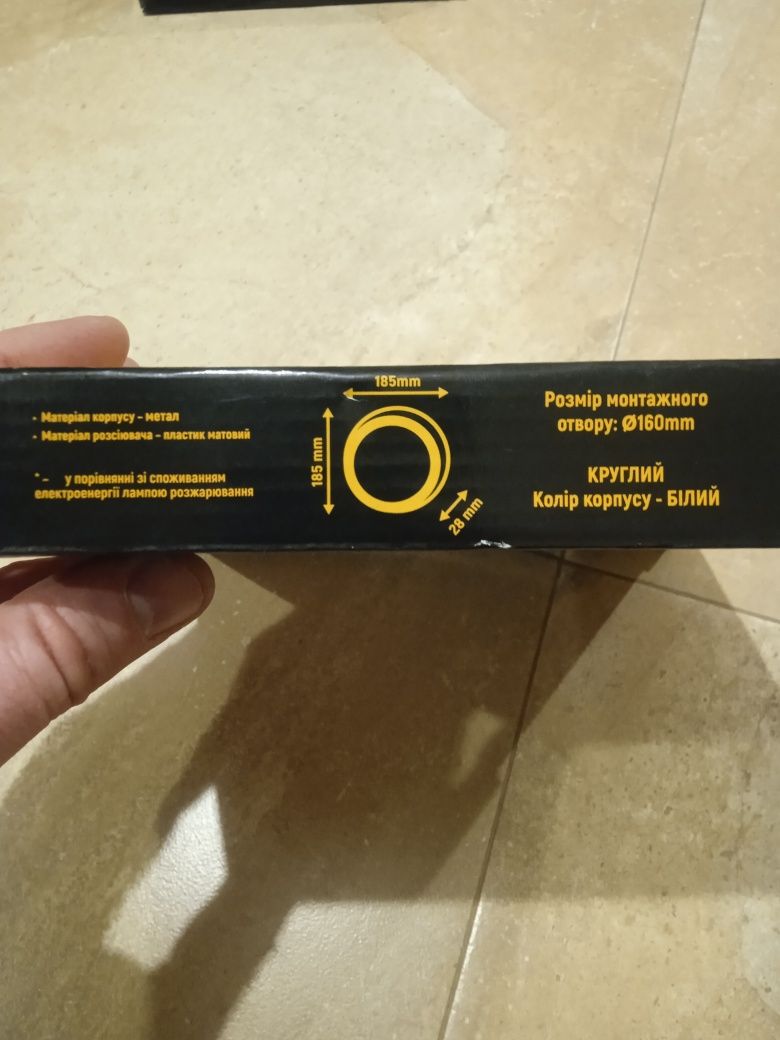 - Матеріал корпусу – метал
- Матеріал розсіювача – пластик матовий
* – у порівнянні зі споживанням
електроенергії лампою розжарювання
185mm
185 mm
28 mm
Розмір монтажного
отвору: Ø160mm
КРУГЛИЙ
Колір корпусу - БІЛИЙ